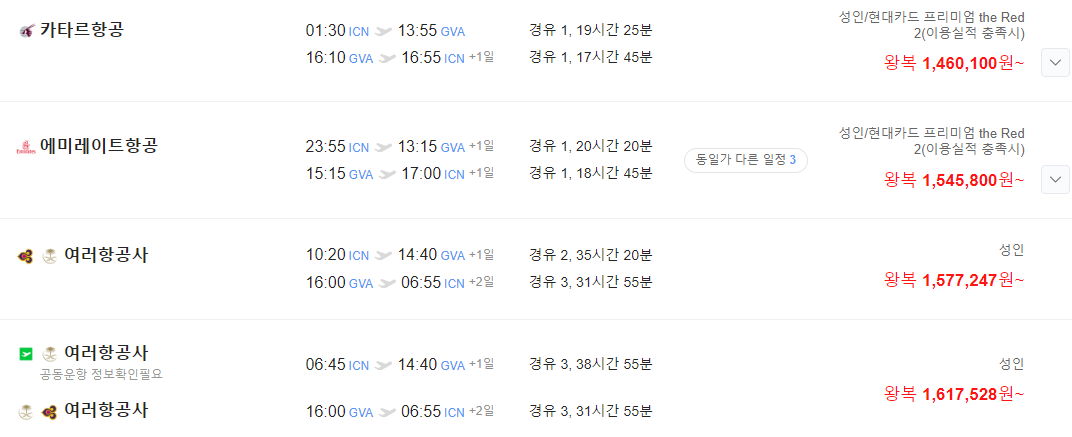 카타르항공
01:30 ICN 13:55 GVA 경유 1, 19시간 25분
16:10 GVA 16:55 ICN +1일 경유 1, 17시간 45분
성인/현대카드 프리미엄 the Red
2(이용실적 충족시)
왕복 1,460,100원~
Emirates 에미레이트항공
23:55 ICN 13:15 GVA +1일 경유 1, 20시간 20분
15:15 GVA 17:00 ICN +1일 경유 1, 18시간 45분
동일가 다른 일정 3
성인/현대카드 프리미엄 the Red
2(이용실적 충족시)
왕복 1,545,800원~
여러항공사
10:20 ICN 14:40 GVA +1일 경유 2, 35시간 20분
16:00 GVA 06:55 ICN +2일 경유 3, 31시간 55분
성인
왕복 1,577,247원~
여러항공사
공동운항 정보확인필요
06:45 ICN 14:40 GVA +1일 경유 3, 38시간 55분
여러항공사
16:00 GVA 06:55 ICN +2일 경유 3, 31시간 55분
성인
왕복 1,617,528원~